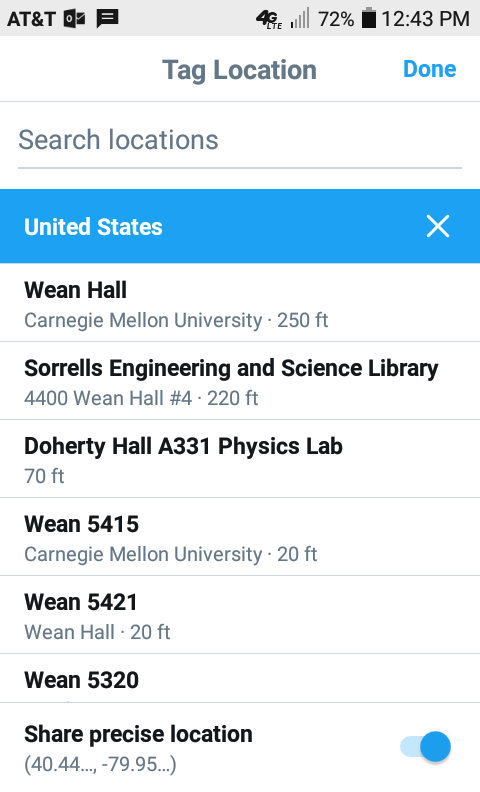 AT&T 4G LTE 72% 12:43 PM
Tag Location Done
Search locations
United States
Wean Hall
Carnegie Mellon University · 250 ft
Sorrells Engineering and Science Library
4400 Wean Hall #4 · 220 ft
Doherty Hall A331 Physics Lab
70 ft
Wean 5415
Carnegie Mellon University · 20 ft
Wean 5421
Wean Hall · 20 ft
Wean 5320
Share precise location
(40.44..., -79.95...)